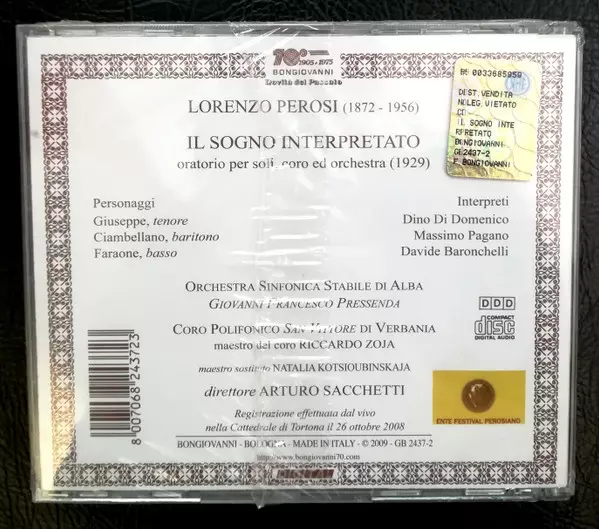 70°
1905-1975
BONGIOVANNI
Novità del Passato
LORENZO PEROSI (1872 - 1956)
IL SOGNO INTERPRETATO
oratorio per soli, coro ed orchestra (1929)
BE 0033685959
DEST. VENDITA
NOLEG. VIETATO
CD
IL SOGNO INTE
RPRETATO
BONGIOVANNI
GB2437-2
F. BONGIOVANNI
Personaggi
Giuseppe, tenore
Ciambellano, baritono
Faraone, basso
Interpreti
Dino Di Domenico
Massimo Pagano
Davide Baronchelli
ORCHESTRA SINFONICA STABILE DI ALBA
GIOVANNI FRANCESCO PRESSENDA
CORO POLIFONICO SAN VITTORE DI VERBANIA
maestro del coro RICCARDO ZOJA
maestro sostituto NATALIA KOTSIOUBINSKAJA
direttore ARTURO SACCHETTI
Registrazione effettuata dal vivo
nella Cattedrale di Tortona il 26 ottobre 2008
DDD
COMPACT
disc
DIGITAL AUDIO
ENTE FESTIVAL PEROSIANO
8 007068 243723
BONGIOVANNI - BOLOGNA - MADE IN ITALY - © 2009 - GB 2437-2
http://www.bongiovanni70.com